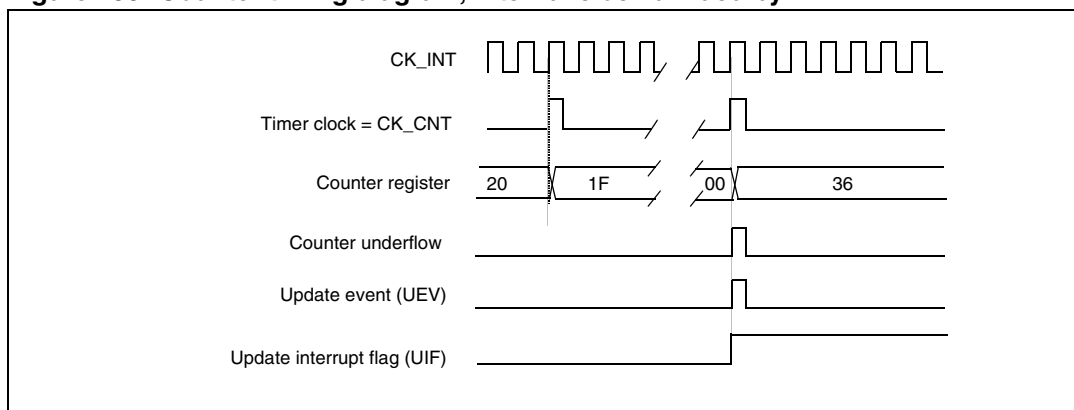 CK_INT
Timer clock = CK_CNT
Counter register 20 1F 00 36
Counter underflow
Update event (UEV)
Update interrupt flag (UIF)